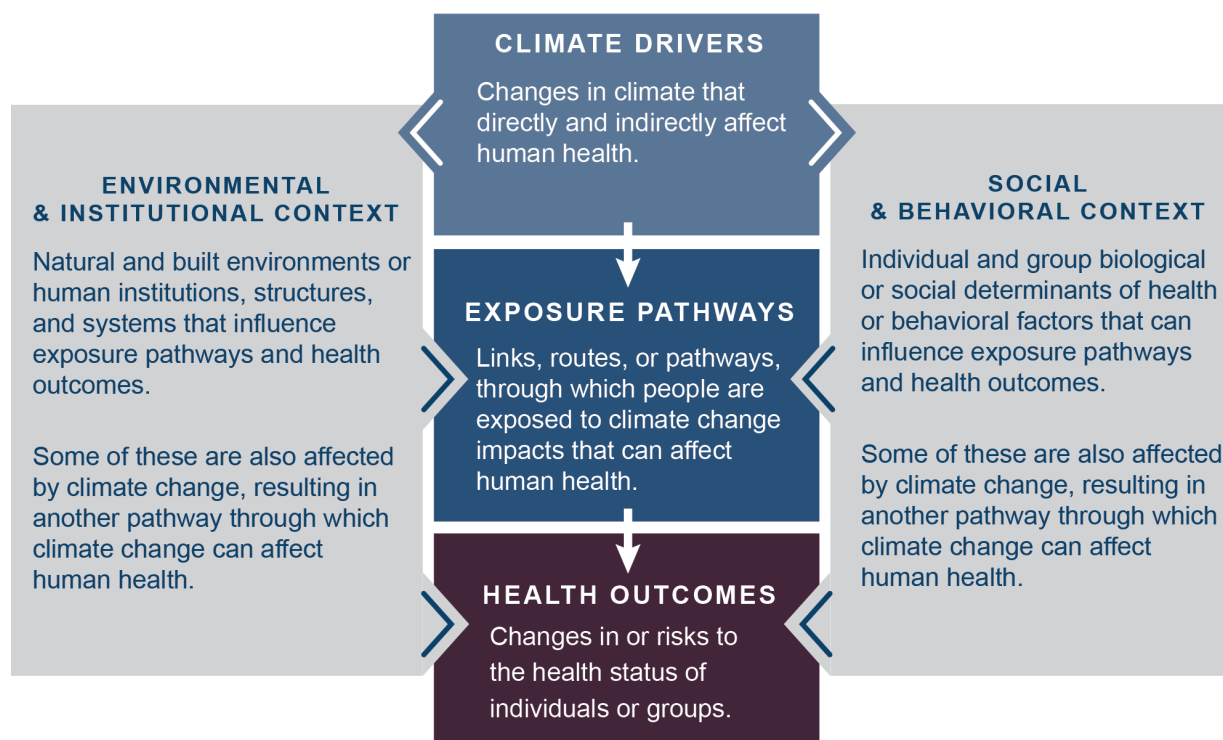 CLIMATE DRIVERS
Changes in climate that
directly and indirectly affect
human health.
ENVIRONMENTAL
& INSTITUTIONAL CONTEXT
Natural and built environments or
human institutions, structures,
and systems that influence
exposure pathways and health
outcomes.
Some of these are also affected
by climate change, resulting in
another pathway through which
climate change can affect
human health.
EXPOSURE PATHWAYS
Links, routes, or pathways,
through which people are
exposed to climate change
impacts that can affect
human health.
SOCIAL
& BEHAVIORAL CONTEXT
Individual and group biological
or social determinants of health
or behavioral factors that can
influence exposure pathways
and health outcomes.
Some of these are also affected
by climate change, resulting in
another pathway through which
climate change can affect
human health.
HEALTH OUTCOMES
Changes in or risks to
the health status of
individuals or groups.